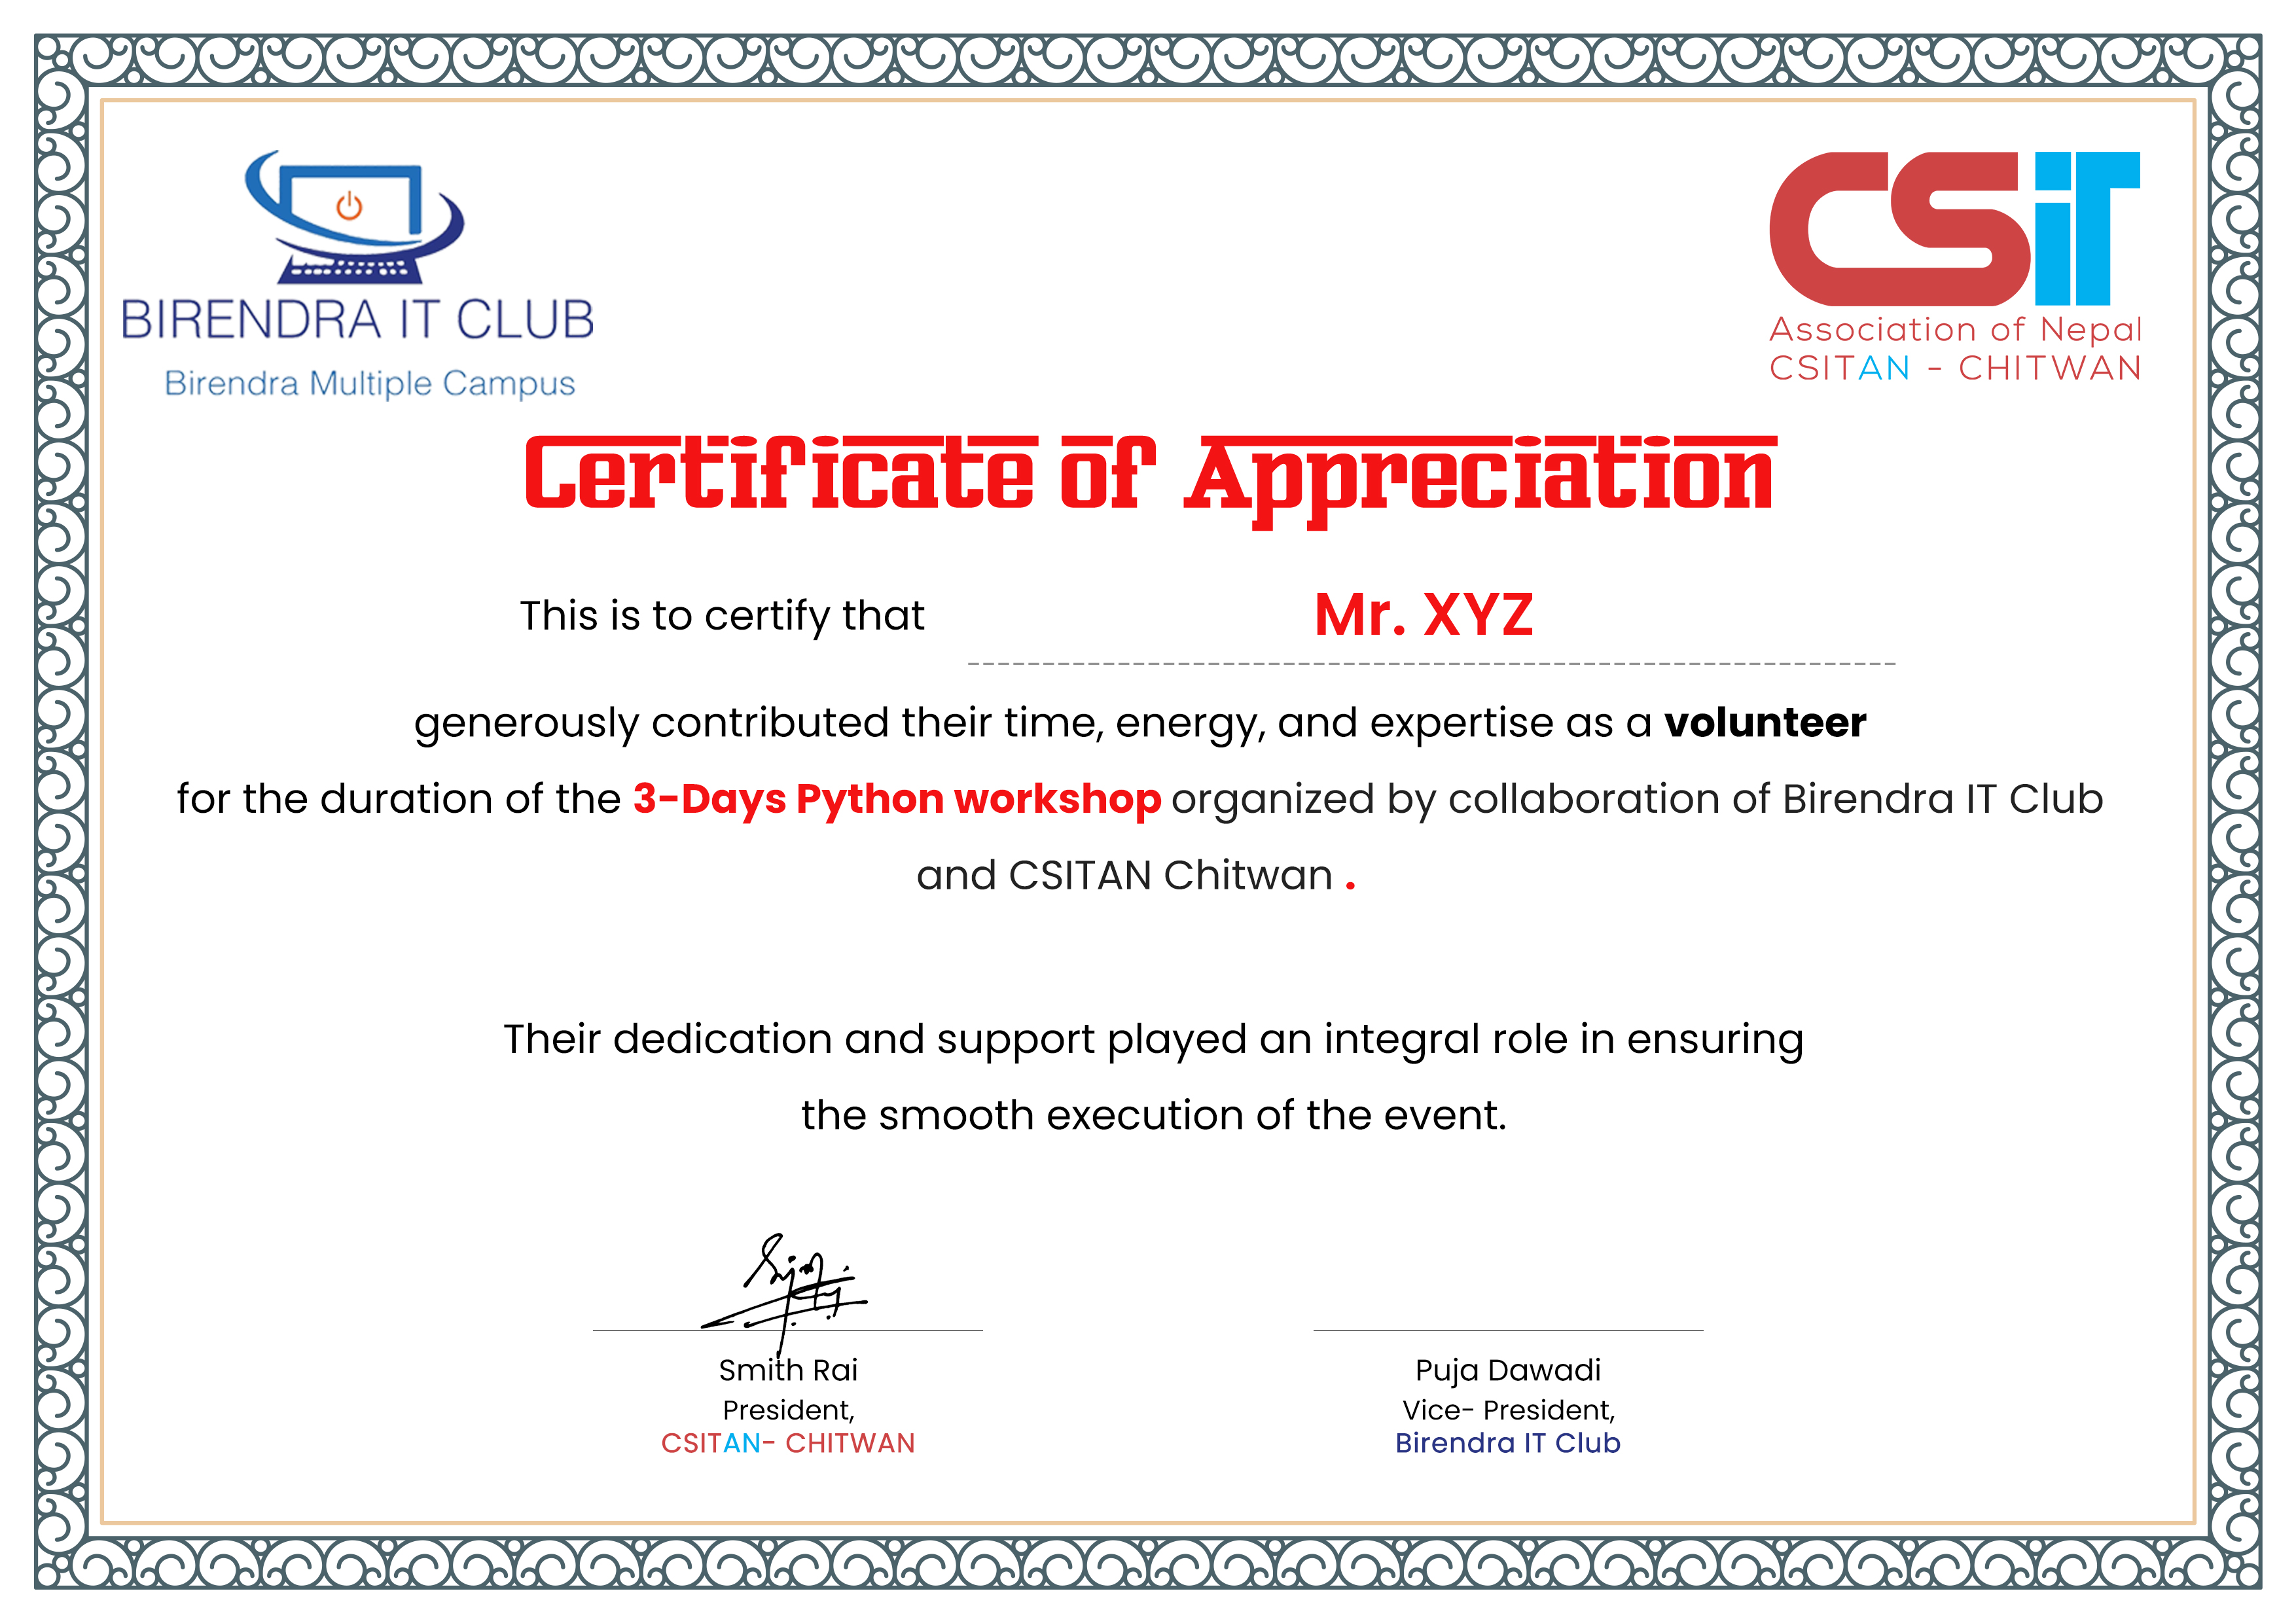 BIRENDRA IT CLUB
Birendra Multiple Campus
CSiT
Association of Nepal
CSITAN - CHITWAN
Certificate of Appreciation
This is to certify that Mr. XYZ
generously contributed their time, energy, and expertise as a volunteer
for the duration of the 3-Days Python workshop organized by collaboration of Birendra IT Club
and CSITAN Chitwan .
Their dedication and support played an integral role in ensuring
the smooth execution of the event.
Smith Rai
President,
CSITAN- CHITWAN
Puja Dawadi
Vice- President,
Birendra IT Club